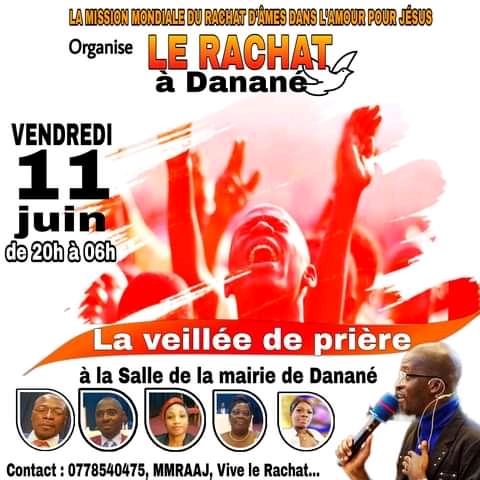 LA MISSION MONDIALE DU RACHAT D'ÂMES DANS L'AMOUR POUR JÉSUS
Organise LE RACHAT
à Danané
VENDREDI
11
juin
de 20h à 06h
La veillée de prière
à la Salle de la mairie de Danané
Contact : 0778540475, MMRAAJ, Vive le Rachat...